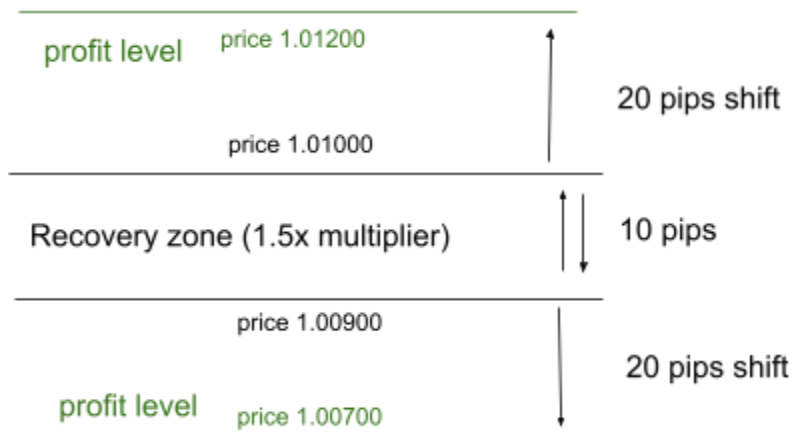 profit level
price 1.01200
20 pips shift
price 1.01000
Recovery zone (1.5x multiplier)
10 pips
price 1.00900
20 pips shift
profit level
price 1.00700